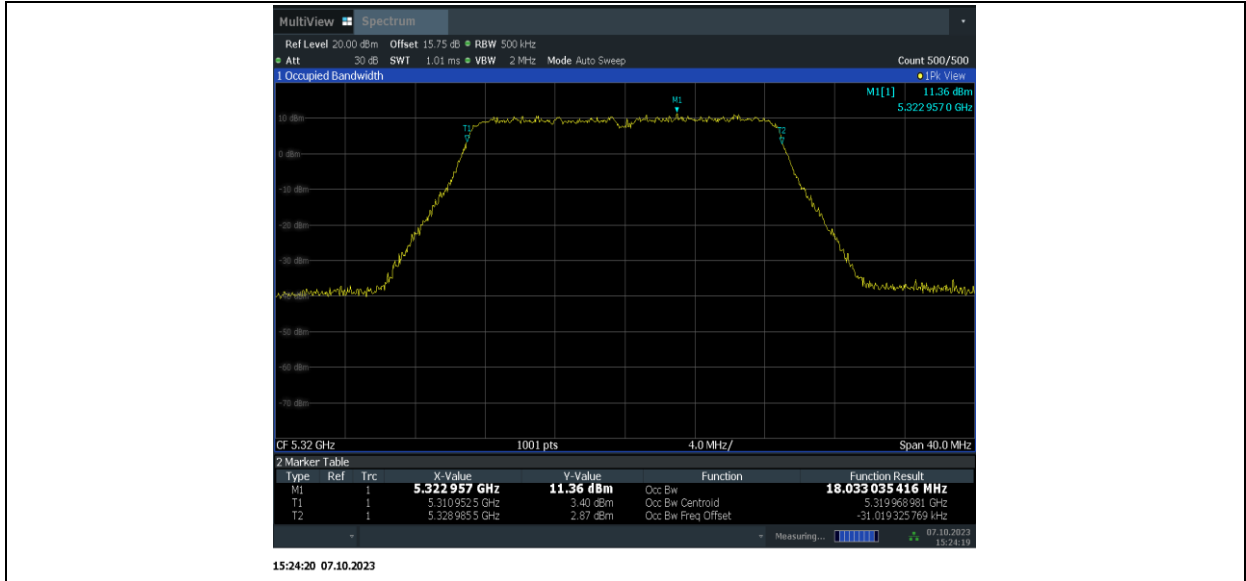 MultiView Spectrum
Ref Level 20.00 dBm Offset 15.75 dB RBW 500 kHz
Att 30 dB SWT 1.01 ms VBW 2 MHz Mode Auto Sweep Count 500/500
1 Occupied Bandwidth 1Pk View
M1[1] 11.36 dBm
5.322 957 0 GHz
M1
10 dBm
T1
T2
0 dBm
-10 dBm
-20 dBm
-30 dBm
-40 dBm
-50 dBm
-60 dBm
-70 dBm
CF 5.32 GHz 1001 pts 4.0 MHz/ Span 40.0 MHz
2 Marker Table
Type Ref Trc X-Value Y-Value Function Function Result
M1 1 5.322 957 GHz 11.36 dBm Occ Bw 18.033 035 416 MHz
T1 1 5.310 952 5 GHz 3.40 dBm Occ Bw Centroid 5.319 968 981 GHz
T2 1 5.328 985 5 GHz 2.87 dBm Occ Bw Freq Offset -31.019 325 769 kHz
Measuring... 07.10.2023
15:24:19
15:24:20 07.10.2023